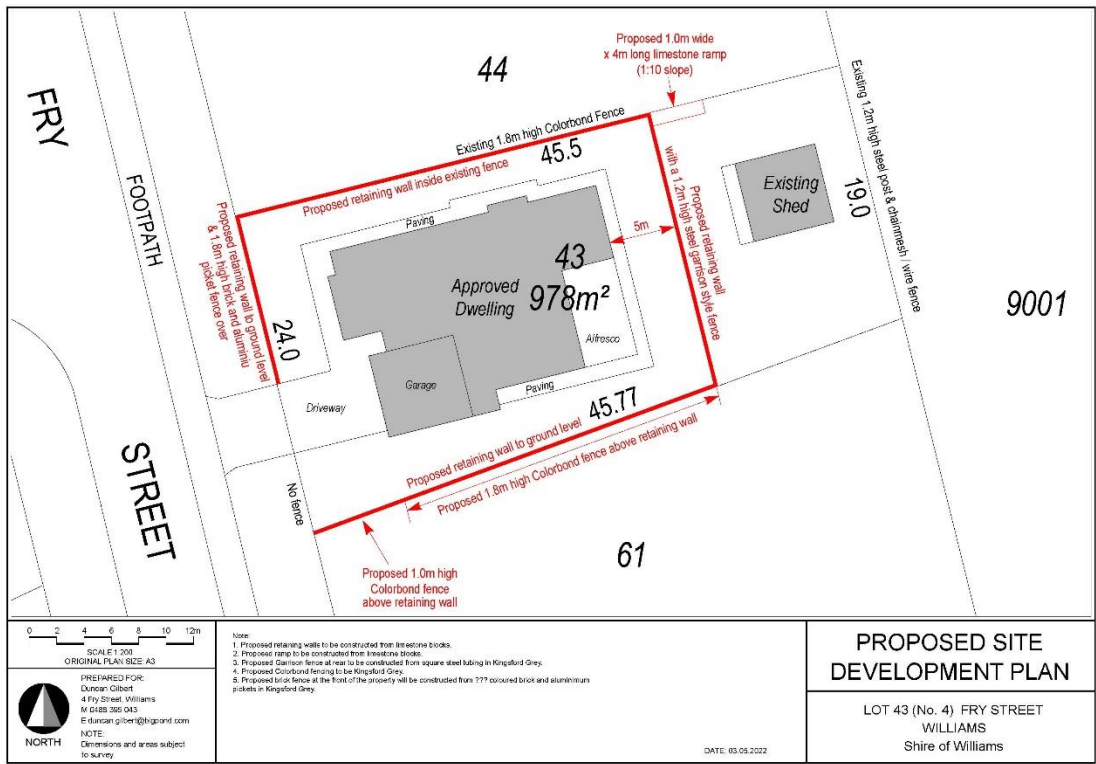 FRY
STREET
FOOTPATH
44
Proposed 1.0m wide
x 4m long limestone ramp
(1:10 slope)
Existing 1.8m high Colorbond Fence
45.5
Proposed retaining wall inside existing fence
Existing 1.2m high steel post & chainmesh / wire fence
19.0
Existing
Shed
Proposed retaining wall
with a 1.2m high steel garrison style fence
5m
Proposed retaining wall to ground level
& 1.8m high brick and aluminiu
picket fence over
24.0
Paving
43
Approved
Dwelling
978m²
Alfresco
Garage
Paving
Driveway
9001
45.77
Proposed retaining wall to ground level
Proposed 1.8m high Colorbond fence above retaining wall
No fence
Proposed 1.0m high
Colorbond fence
above retaining wall
61
0 2 4 6 8 10 12m
SCALE 1:200
ORIGINAL PLAN SIZE: A3
PREPARED FOR:
Duncan Gilbert
4 Fry Street, Williams
M 0488 395 043
E duncan.gilbert@bigpond.com
NOTE:
Dimensions and areas subject
to survey.
NORTH
Note:
1. Proposed retaining walls to be constructed from limestone blocks.
2. Proposed ramp to be constructed from limestone blocks.
3. Proposed Garrison fence at rear to be constructed from square steel tubing in Kingsford Grey.
4. Proposed Colorbond fencing to be Kingsford Grey.
5. Proposed brick fence at the front of the property will be constructed from ??? coloured brick and aluminimum
pickets in Kingsford Grey.
DATE: 03.05.2022
PROPOSED SITE
DEVELOPMENT PLAN
LOT 43 (No. 4) FRY STREET
WILLIAMS
Shire of Williams